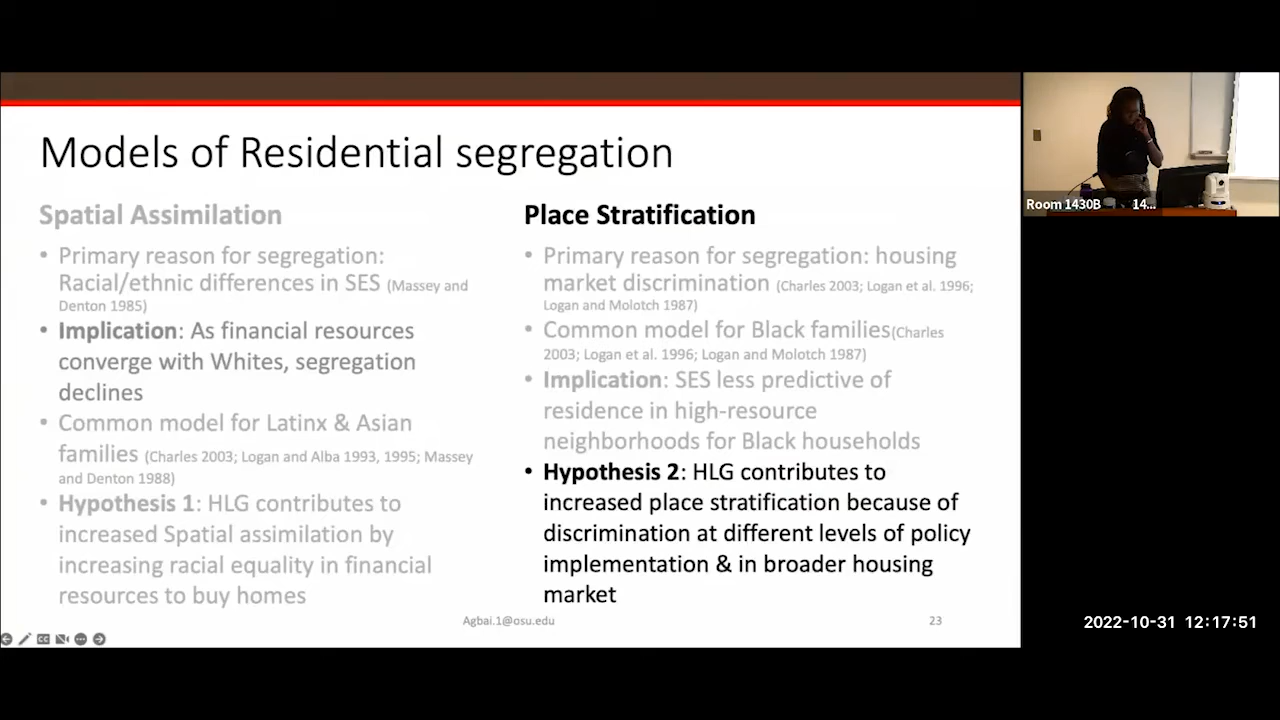 Models of Residential segregation
Spatial Assimilation
• Primary reason for segregation:
Racial/ethnic differences in SES (Massey and
Denton 1985)
• Implication: As financial resources
converge with Whites, segregation
declines
• Common model for Latinx & Asian
families (Charles 2003; Logan and Alba 1993, 1995; Massey
and Denton 1988)
• Hypothesis 1: HLG contributes to
increased Spatial assimilation by
increasing racial equality in financial
resources to buy homes
Place Stratification
• Primary reason for segregation: housing
market discrimination (Charles 2003; Logan et al. 1996;
Logan and Molotch 1987)
• Common model for Black families(Charles
2003; Logan et al. 1996; Logan and Molotch 1987)
• Implication: SES less predictive of
residence in high-resource
neighborhoods for Black households
• Hypothesis 2: HLG contributes to
increased place stratification because of
discrimination at different levels of policy
implementation & in broader housing
market
Agbai.1@osu.edu
23
Room 1430B 14...
2022-10-31 12:17:51